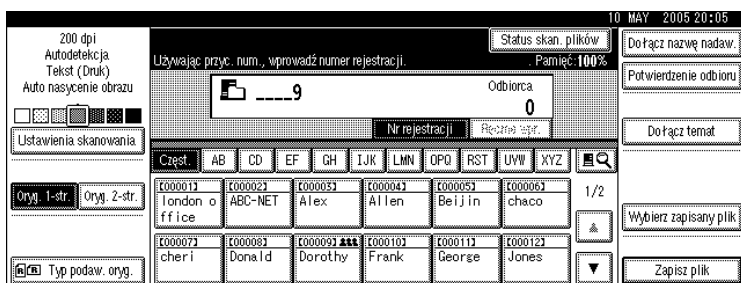 10 MAY 2005 20:05
200 dpi
Autodetekcja
Tekst (Druk)
Auto nasycenie obrazu
Ustawienia skanowania
Oryg. 1-str.
Oryg. 2-str.
Typ podaw. oryg.
Status skan. plików
Używając przyc. num., wprowadź numer rejestracji.
. Pamięć:100%
____9
Odbiorca
0
Nr rejestracji
Ręczne wpr.
Częst. AB CD EF GH IJK LMN OPQ RST UVW XYZ
[00001] [00002] [00003] [00004] [00005] [00006]
london o ABC-NET Alex Allen Beijin chaco
ffice
1/2
[00007] [00008] [00009] [00010] [00011] [00012]
cheri Donald Dorothy Frank George Jones
Dołącz nazwę nadaw.
Potwierdzenie odbioru
Dołącz temat
Wybierz zapisany plik
Zapisz plik